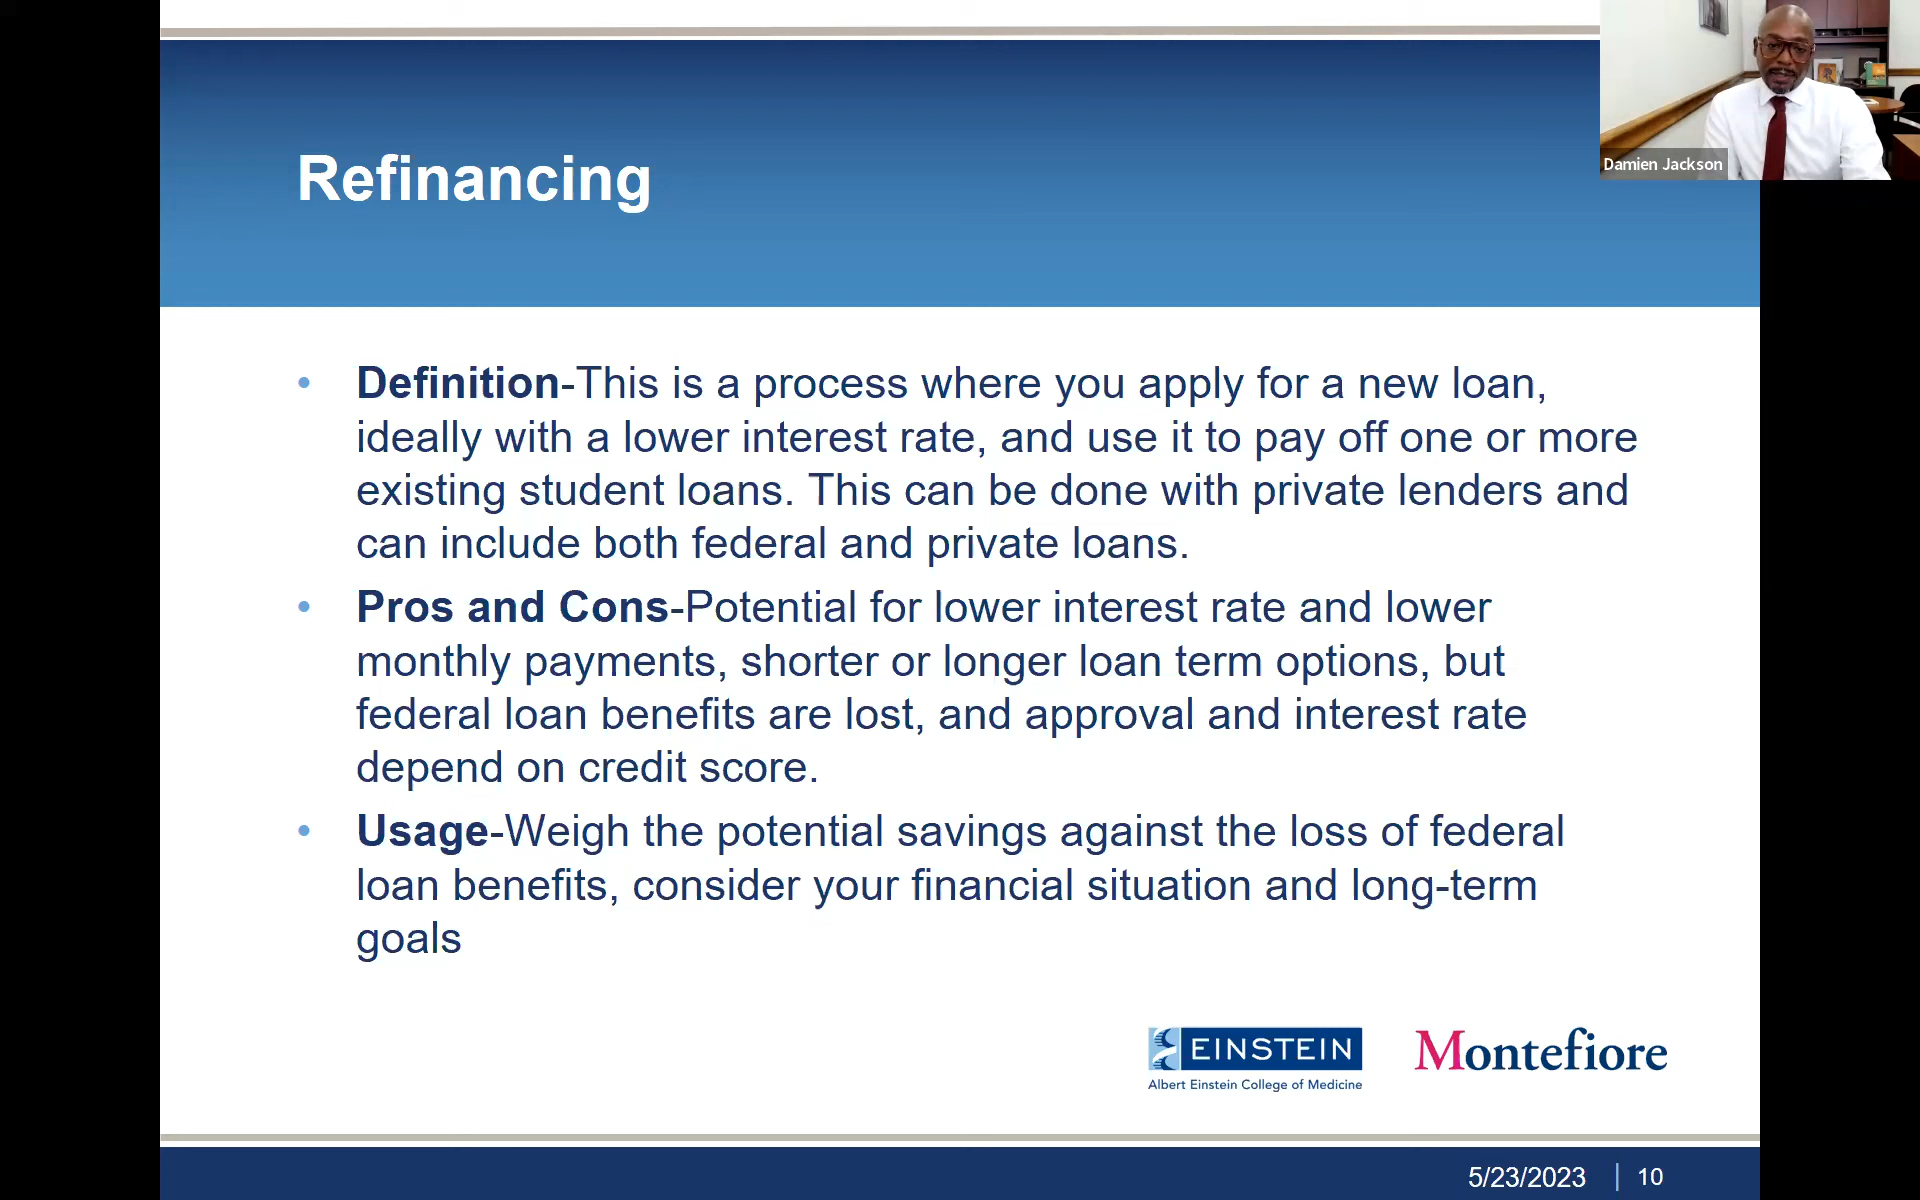 Refinancing
Damien Jackson
• Definition-This is a process where you apply for a new loan,
ideally with a lower interest rate, and use it to pay off one or more
existing student loans. This can be done with private lenders and
can include both federal and private loans.
• Pros and Cons-Potential for lower interest rate and lower
monthly payments, shorter or longer loan term options, but
federal loan benefits are lost, and approval and interest rate
depend on credit score.
• Usage-Weigh the potential savings against the loss of federal
loan benefits, consider your financial situation and long-term
goals
EINSTEIN
Albert Einstein College of Medicine
Montefiore
5/23/2023 | 10